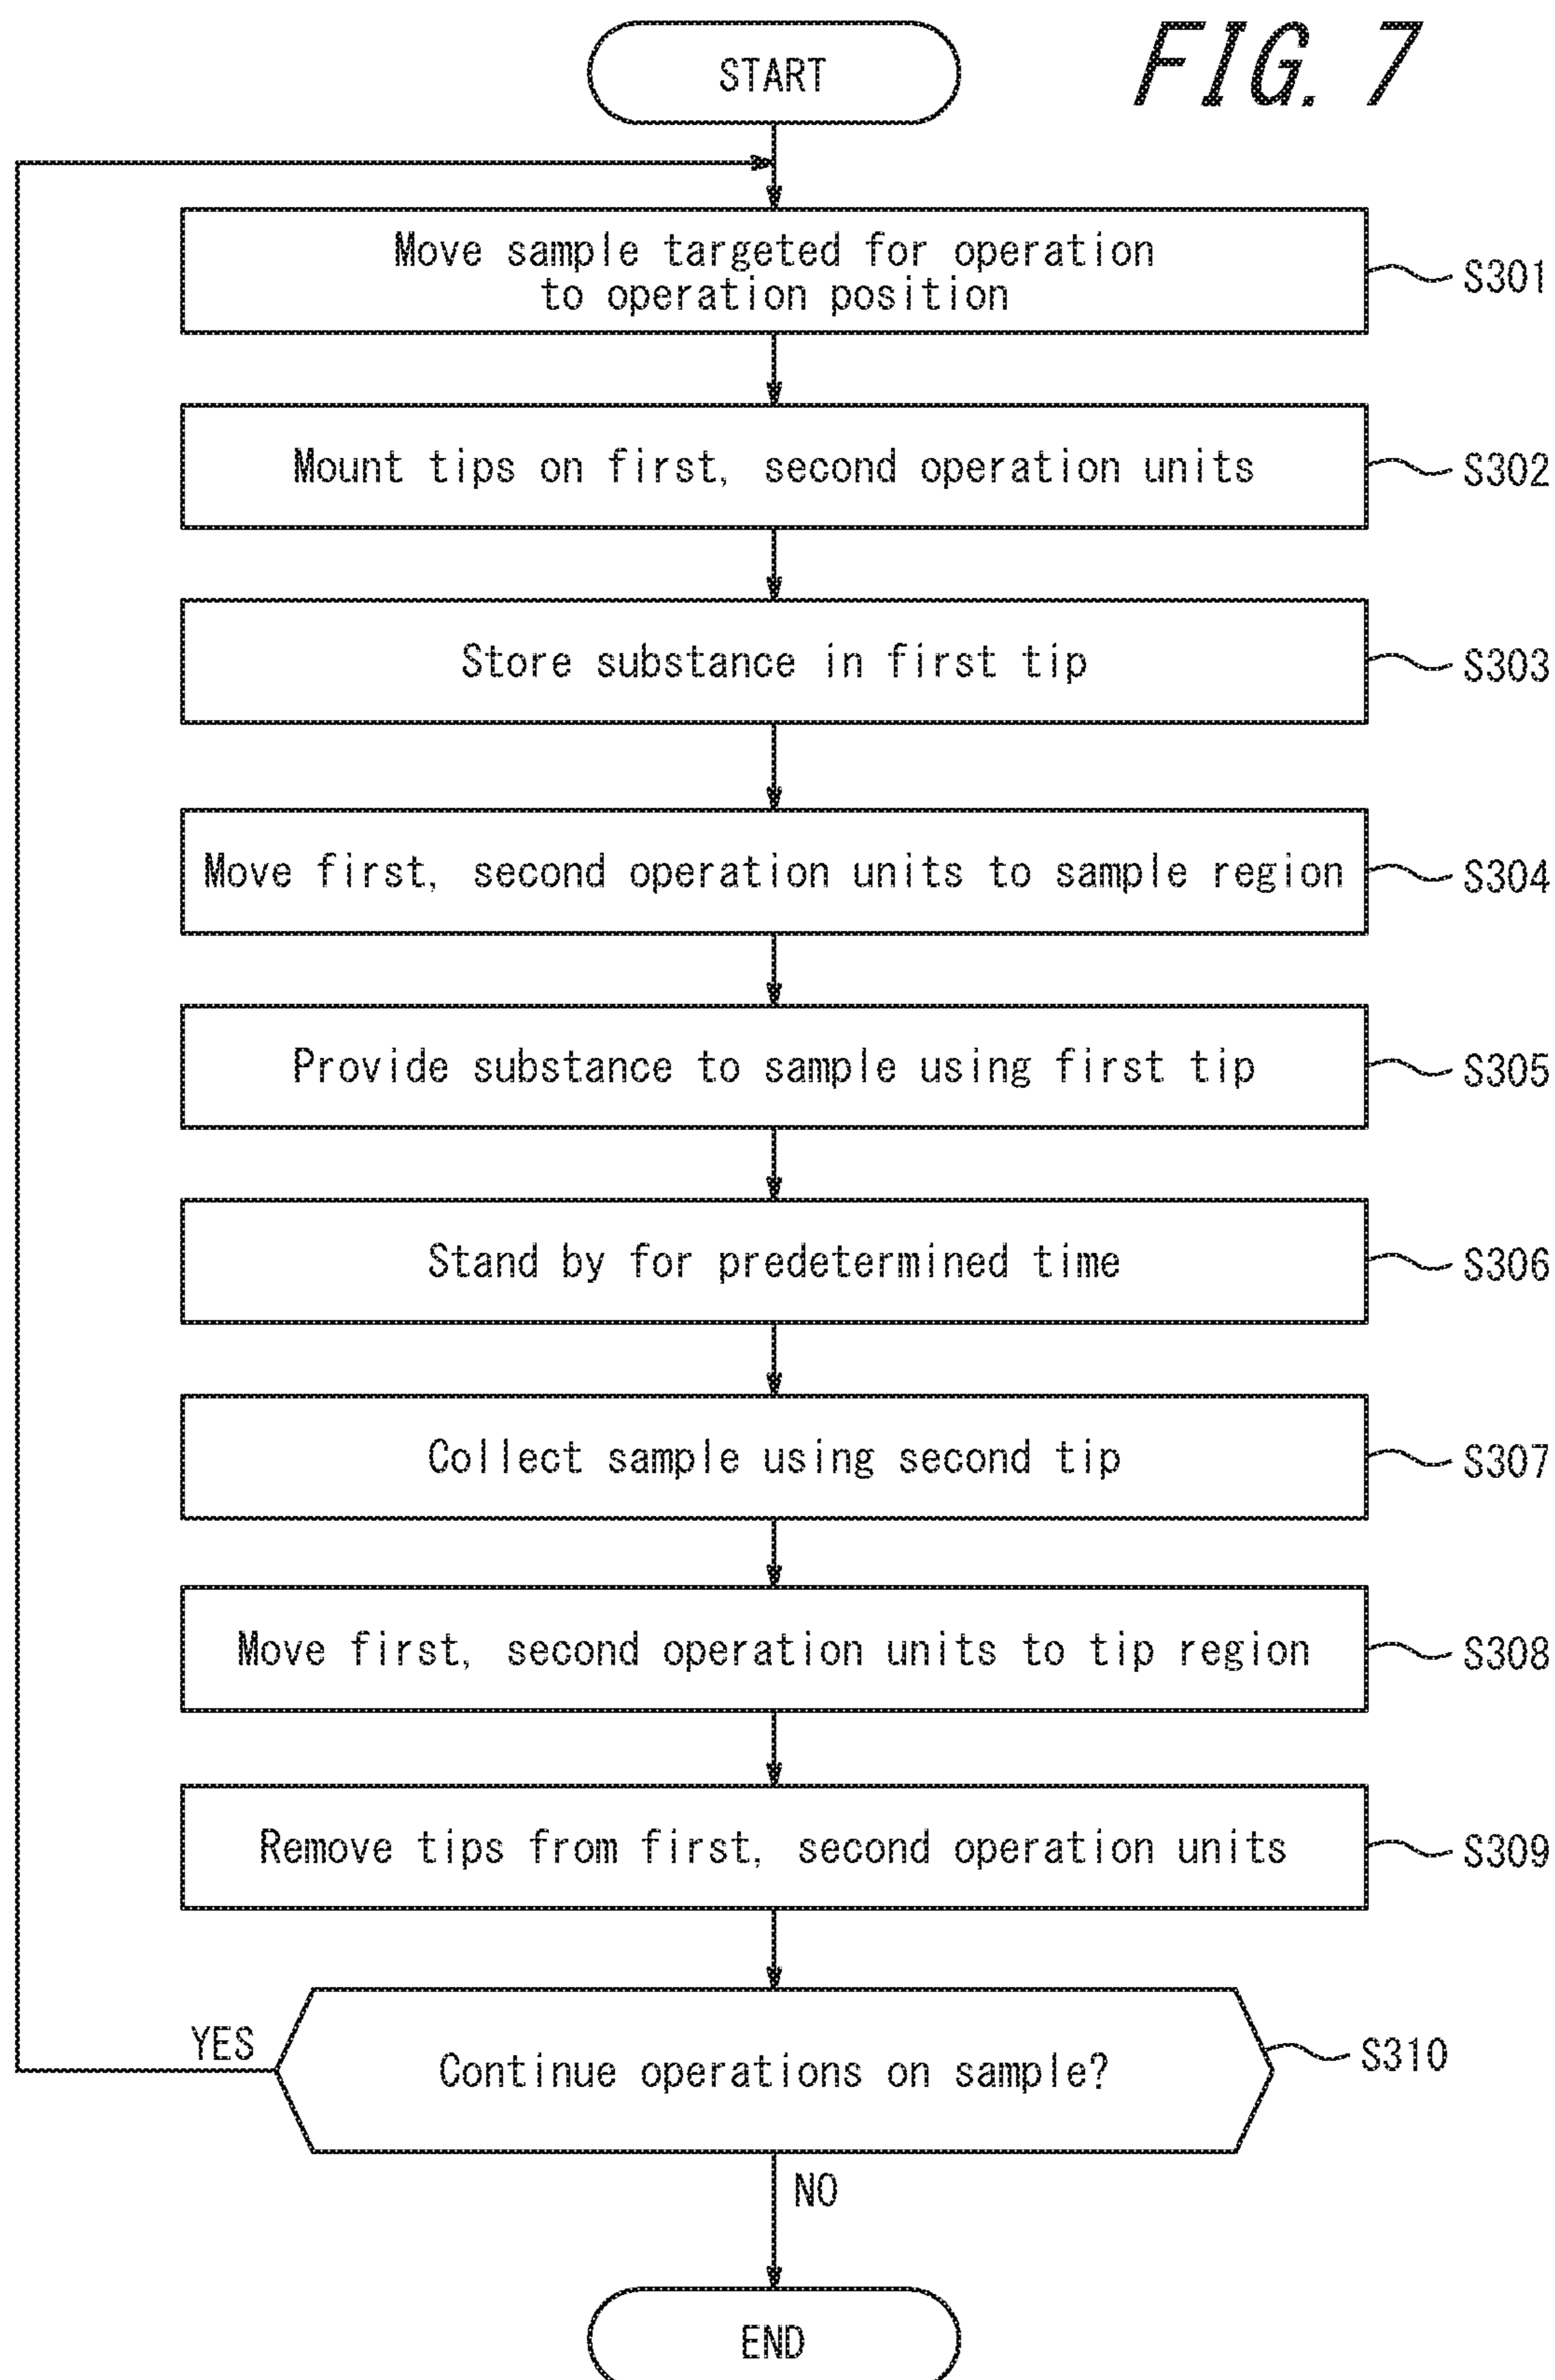 FIG. 7
START
Move sample targeted for operation
to operation position
S301
Mount tips on first, second operation units
S302
Store substance in first tip
S303
Move first, second operation units to sample region
S304
Provide substance to sample using first tip
S305
Stand by for predetermined time
S306
Collect sample using second tip
S307
Move first, second operation units to tip region
S308
Remove tips from first, second operation units
S309
YES
Continue operations on sample?
S310
NO
END